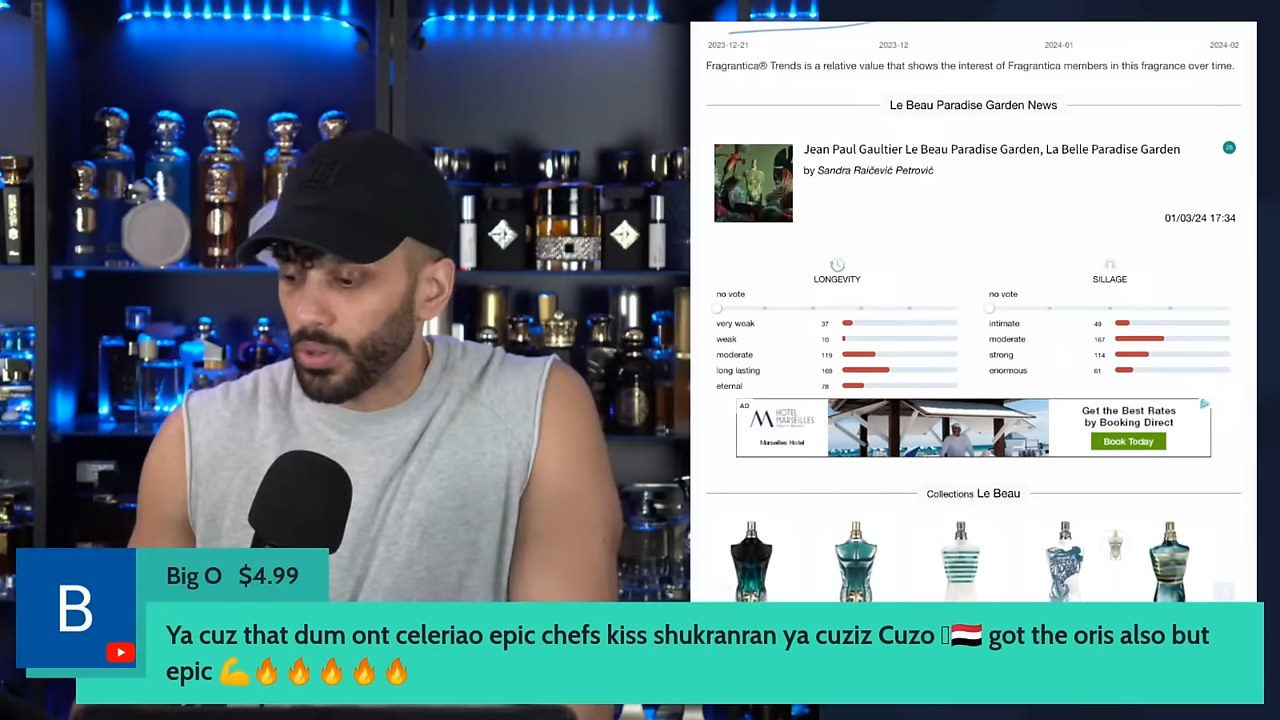 2023-12-21 2023-12 2024-01 2024-02
Fragrantica® Trends is a relative value that shows the interest of Fragrantica members in this fragrance over time.
Le Beau Paradise Garden News
Jean Paul Gaultier Le Beau Paradise Garden, La Belle Paradise Garden 26
by Sandra Raičević Petrović
01/03/24 17:34
LONGEVITY
no vote
very weak 37
weak 10
moderate 119
long lasting 169
eternal 78
SILLAGE
no vote
intimate 49
moderate 167
strong 114
enormous 61
AD
HOTEL
MARSEILLES
Marseilles Hotel
Get the Best Rates
by Booking Direct
Book Today
Collections Le Beau
B
Big O $4.99
Ya cuz that dum ont celeriao epic chefs kiss shukranran ya cuziz Cuzo 🇾🇪 got the oris also but
epic 💪🔥🔥🔥🔥🔥